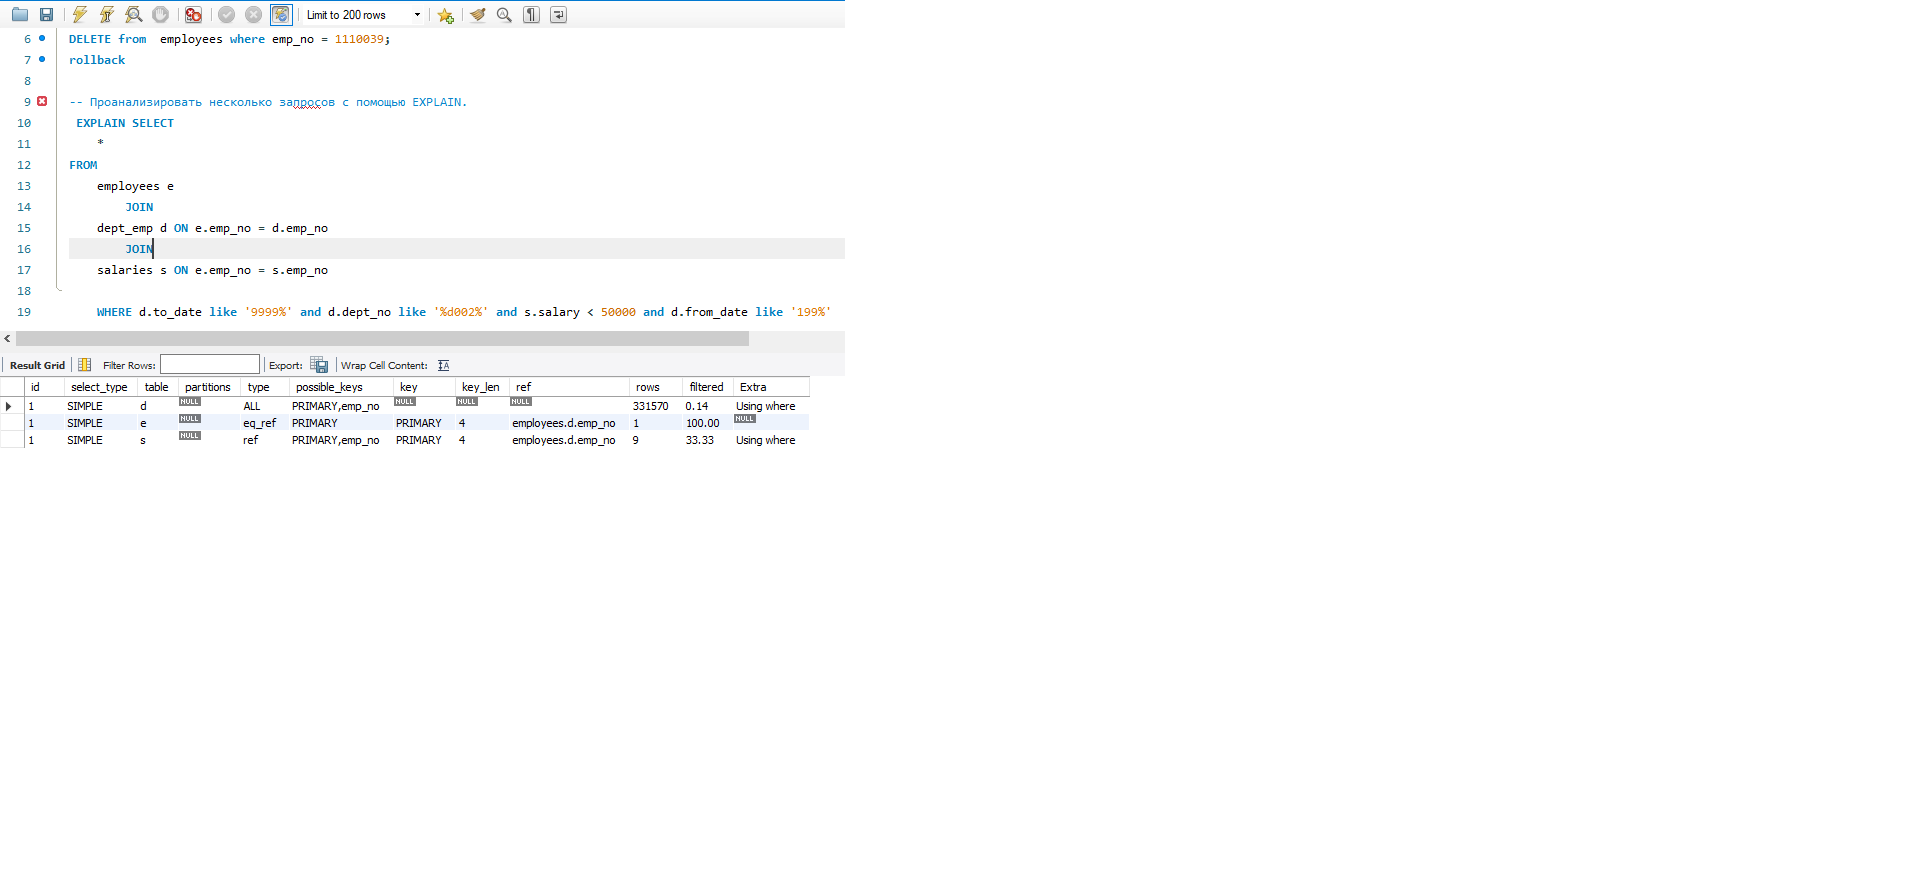 Limit to 200 rows
6 DELETE from  employees where emp_no = 1110039;
7 rollback
8
9 -- Проанализировать несколько запросов с помощью EXPLAIN.
10 EXPLAIN SELECT
11 *
12 FROM
13 employees e
14 JOIN
15 dept_emp d ON e.emp_no = d.emp_no
16 JOIN
17 salaries s ON e.emp_no = s.emp_no
18
19 WHERE d.to_date like '9999%' and d.dept_no like '%d002%' and s.salary < 50000 and d.from_date like '199%'
Result Grid Filter Rows: Export: Wrap Cell Content:
id select_type table partitions type possible_keys key key_len ref rows filtered Extra
1 SIMPLE d NULL ALL PRIMARY,emp_no NULL NULL NULL 331570 0.14 Using where
1 SIMPLE e NULL eq_ref PRIMARY PRIMARY 4 employees.d.emp_no 1 100.00 NULL
1 SIMPLE s NULL ref PRIMARY,emp_no PRIMARY 4 employees.d.emp_no 9 33.33 Using where